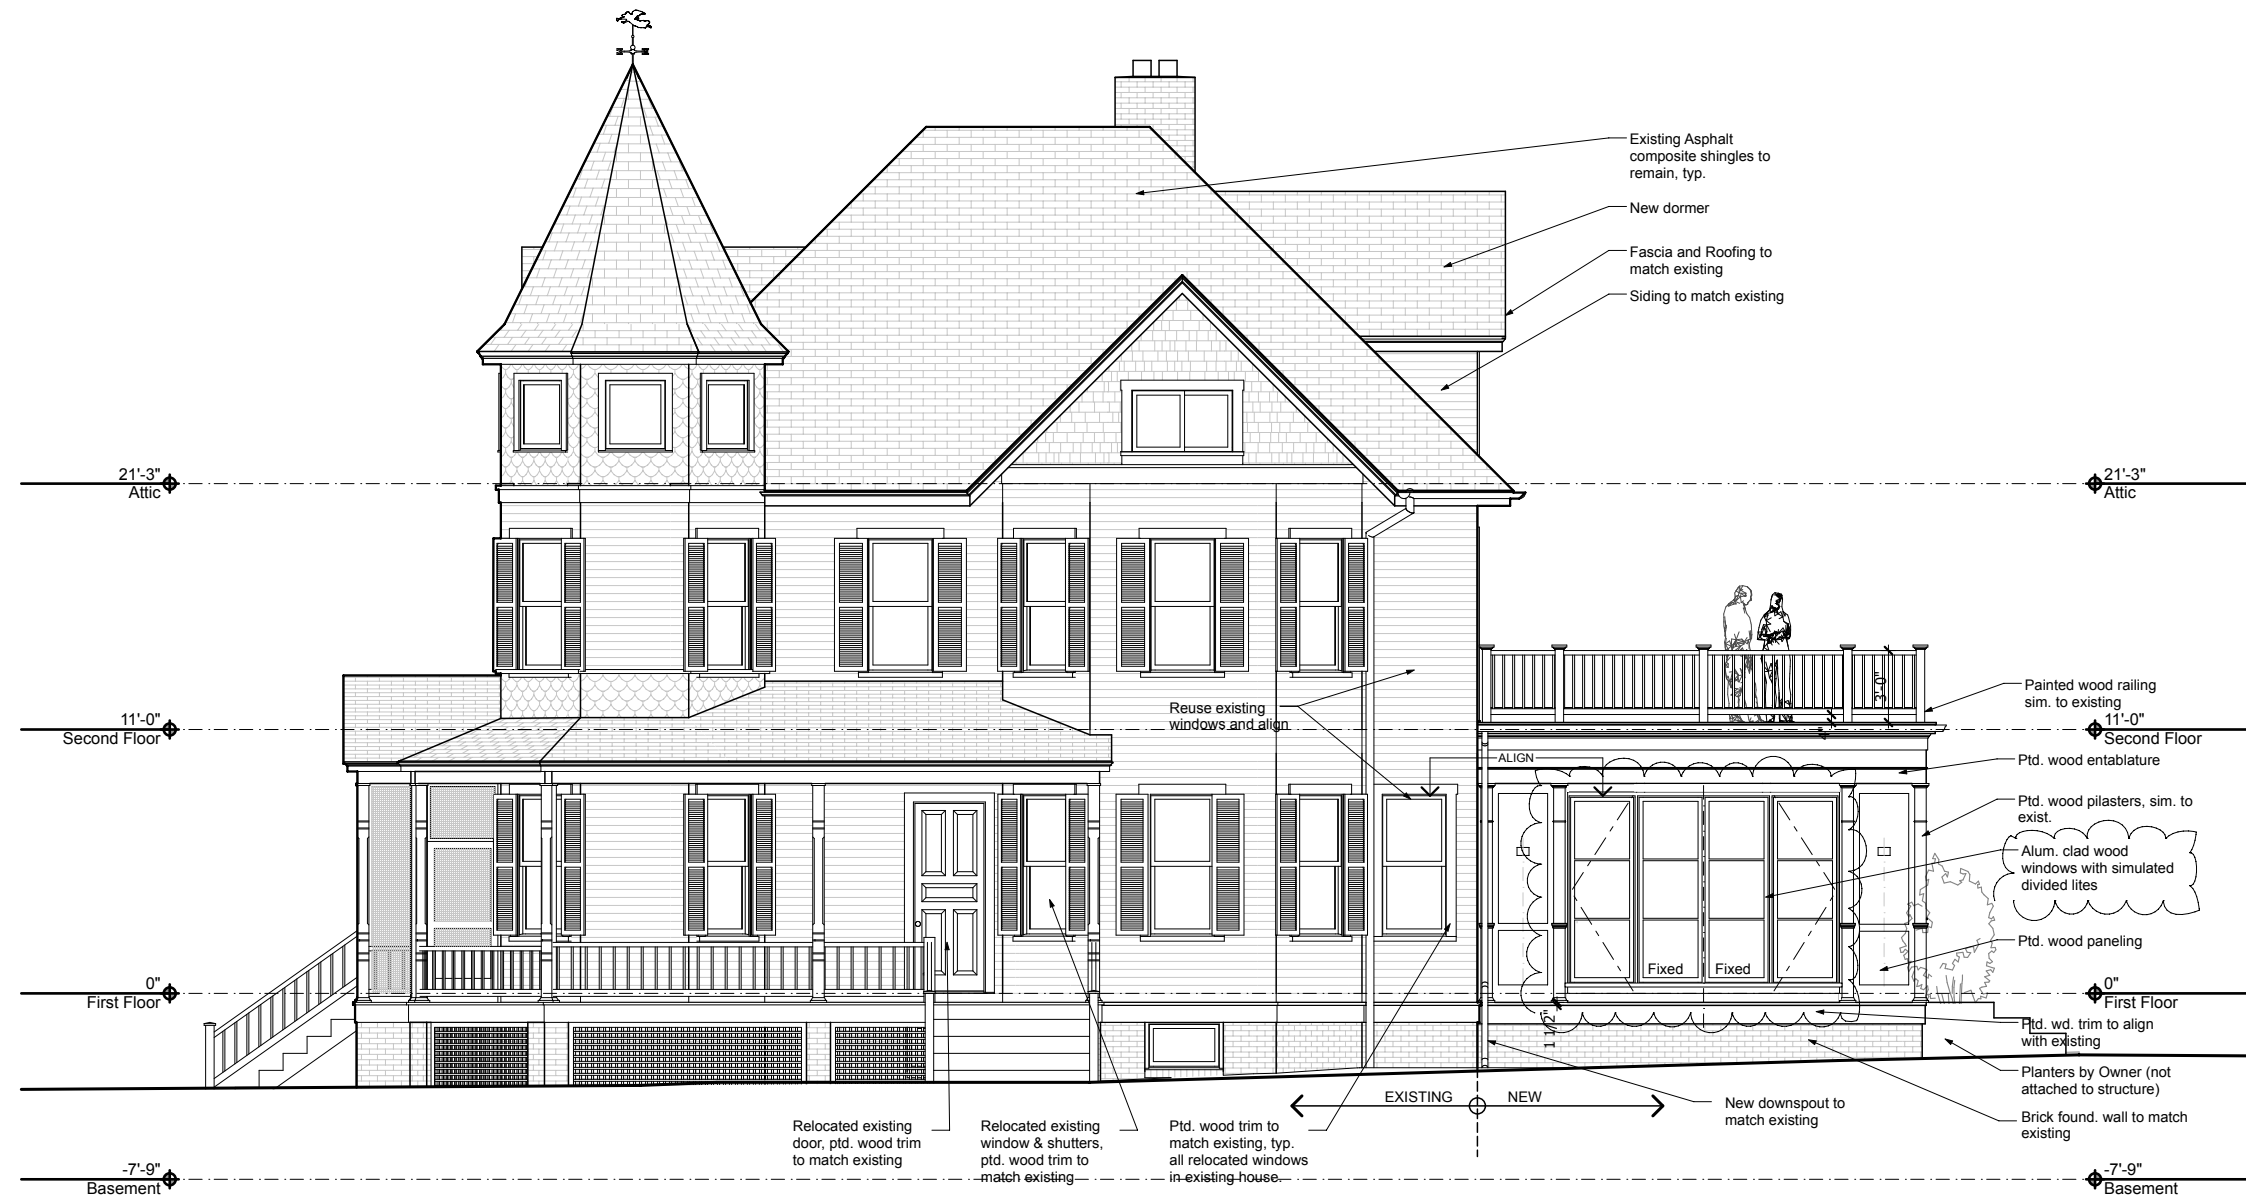 Existing Asphalt
composite shingles to
remain, typ.
New dormer
Fascia and Roofing to
match existing
Siding to match existing
21'-3"
Attic
21'-3"
Attic
3'-0"
Painted wood railing
sim. to existing
Reuse existing
windows and align
11'-0"
Second Floor
4"
11'-0"
Second Floor
ALIGN
Ptd. wood entablature
Ptd. wood pilasters, sim. to
exist.
Alum. clad wood
windows with simulated
divided lites
Ptd. wood paneling
Fixed
Fixed
0"
First Floor
0"
First Floor
1 1/2"
Ptd. wd. trim to align
with existing
Planters by Owner (not
attached to structure)
EXISTING
NEW
New downspout to
match existing
Brick found. wall to match
existing
Relocated existing
door, ptd. wood trim
to match existing
Relocated existing
window & shutters,
ptd. wood trim to
match existing
Ptd. wood trim to
match existing, typ.
all relocated windows
in existing house.
-7'-9"
Basement
-7'-9"
Basement